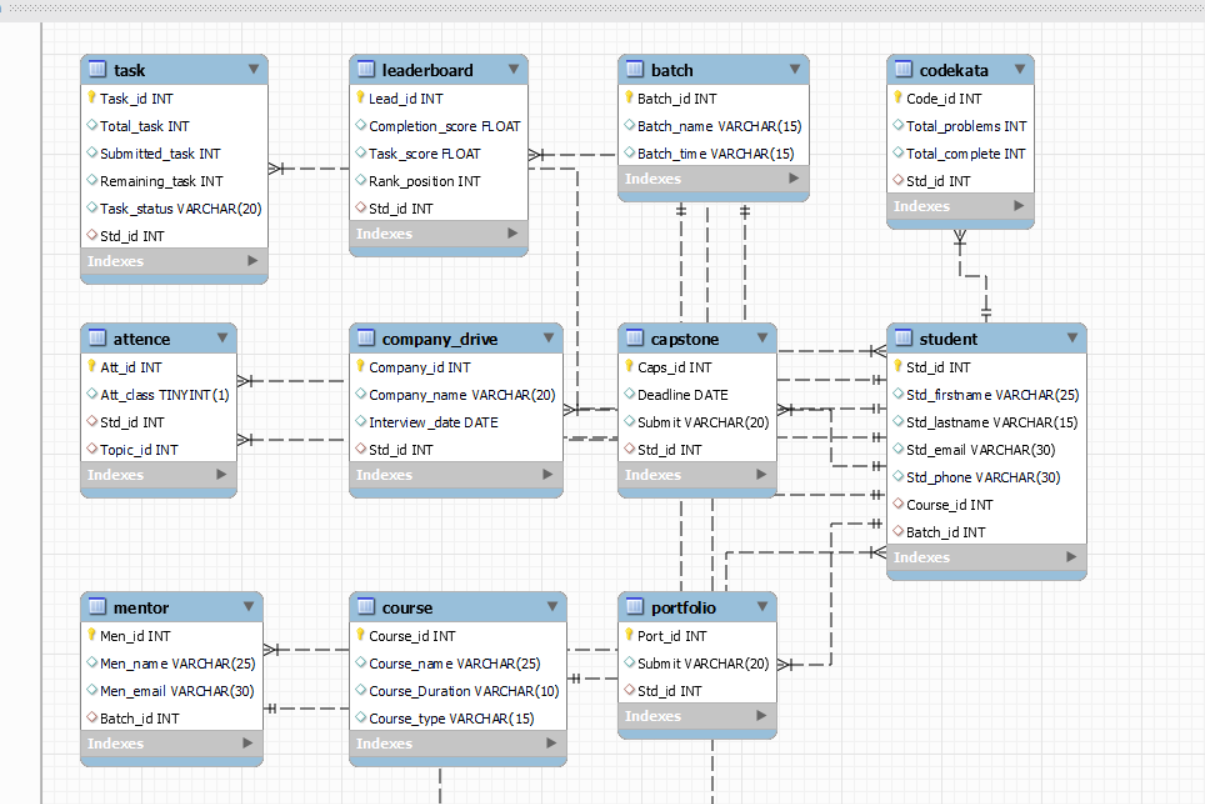 task
Task_id INT
Total_task INT
Submitted_task INT
Remaining_task INT
Task_status VARCHAR(20)
Std_id INT
Indexes
leaderboard
Lead_id INT
Completion_score FLOAT
Task_score FLOAT
Rank_position INT
Std_id INT
Indexes
batch
Batch_id INT
Batch_name VARCHAR(15)
Batch_time VARCHAR(15)
Indexes
codekata
Code_id INT
Total_problems INT
Total_complete INT
Std_id INT
Indexes
attence
Att_id INT
Att_class TINYINT(1)
Std_id INT
Topic_id INT
Indexes
company_drive
Company_id INT
Company_name VARCHAR(20)
Interview_date DATE
Std_id INT
Indexes
capstone
Caps_id INT
Deadline DATE
Submit VARCHAR(20)
Std_id INT
Indexes
student
Std_id INT
Std_firstname VARCHAR(25)
Std_lastname VARCHAR(15)
Std_email VARCHAR(30)
Std_phone VARCHAR(30)
Course_id INT
Batch_id INT
Indexes
mentor
Men_id INT
Men_name VARCHAR(25)
Men_email VARCHAR(30)
Batch_id INT
Indexes
course
Course_id INT
Course_name VARCHAR(25)
Course_Duration VARCHAR(10)
Course_type VARCHAR(15)
Indexes
portfolio
Port_id INT
Submit VARCHAR(20)
Std_id INT
Indexes